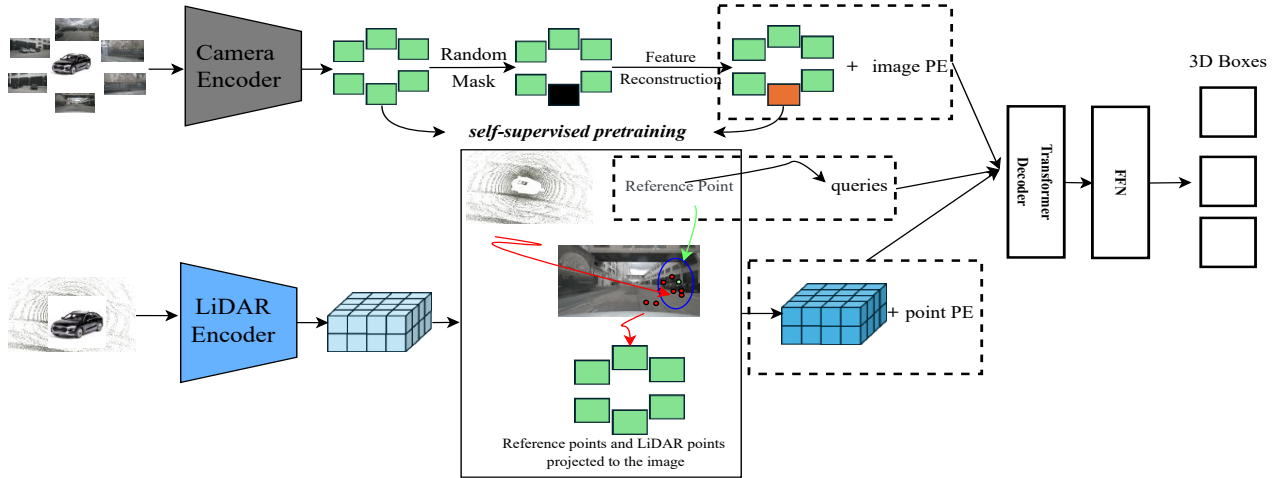 Camera
Encoder
Random
Mask
Feature
Reconstruction
+ image PE
3D Boxes
self-supervised pretraining
Reference Point
queries
Transformer
Decoder
FFN
LiDAR
Encoder
+ point PE
Reference points and LiDAR points
projected to the image